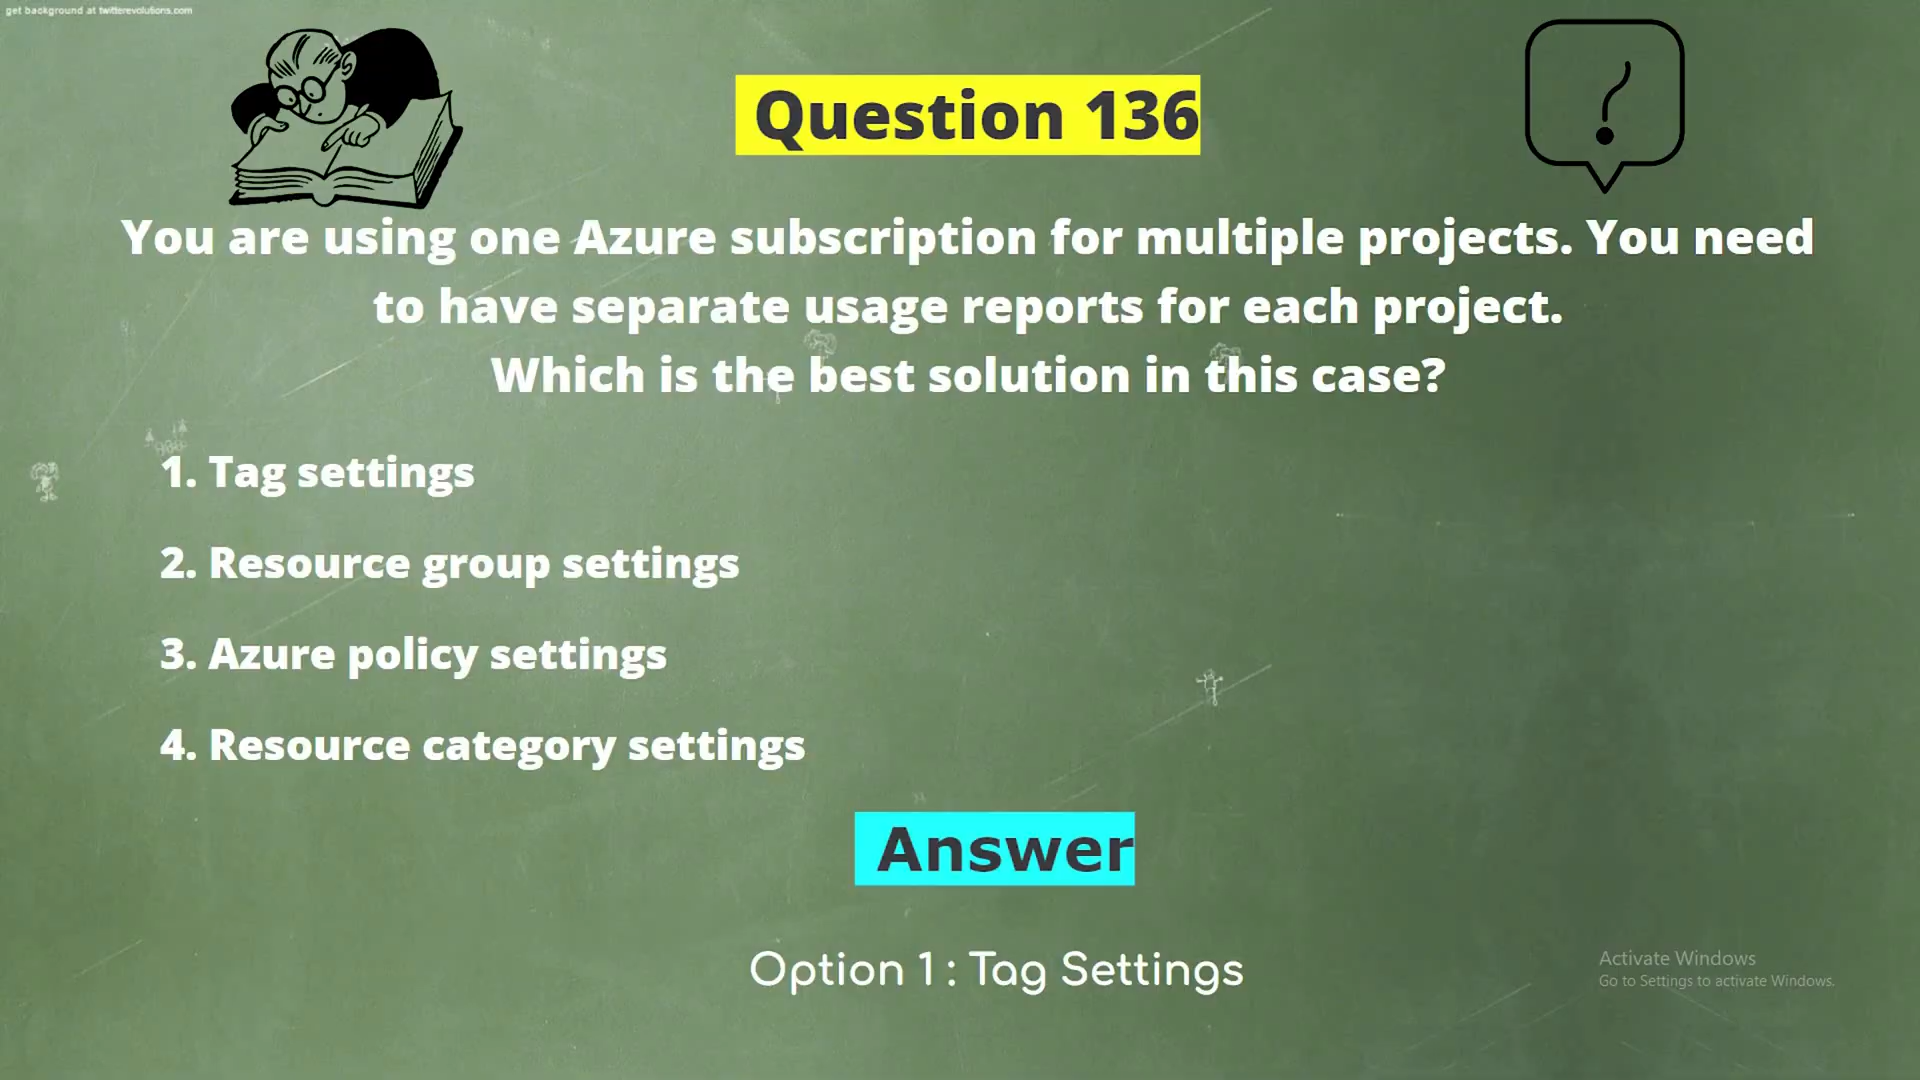 get background at twitterevolutions.com
Question 136
You are using one Azure subscription for multiple projects. You need
to have separate usage reports for each project.
Which is the best solution in this case?
1. Tag settings
2. Resource group settings
3. Azure policy settings
4. Resource category settings
Answer
Option 1 : Tag Settings
Activate Windows
Go to Settings to activate Windows.